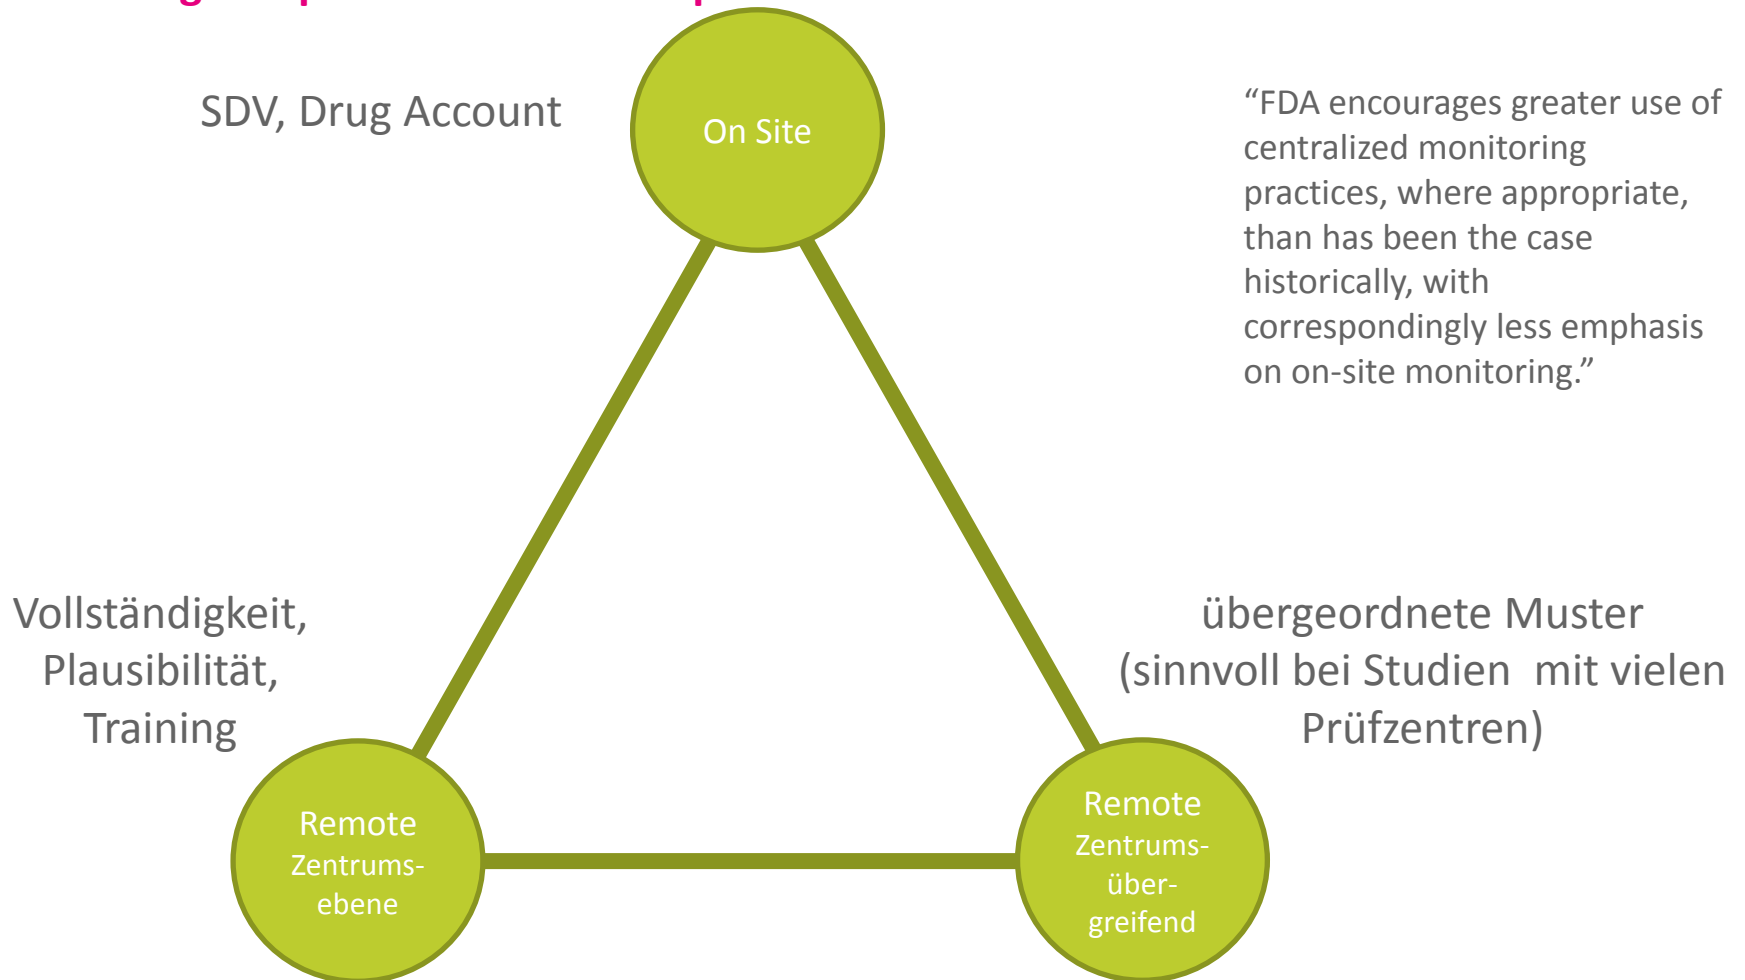 On Site
SDV, Drug Account
“FDA encourages greater use of
centralized monitoring
practices, where appropriate,
than has been the case
historically, with
correspondingly less emphasis
on on-site monitoring.”
Vollständigkeit,
Plausibilität,
Training
übergeordnete Muster
(sinnvoll bei Studien mit vielen
Prüfzentren)
Remote
Zentrums-
ebene
Remote
Zentrums-
über-
greifend